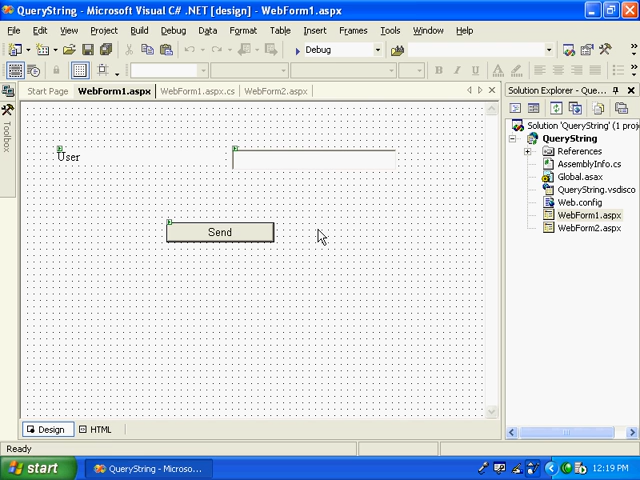 QueryString - Microsoft Visual C# .NET [design] - WebForm1.aspx
File Edit View Project Build Debug Data Format Table Insert Frames Tools Window Help
Debug
B I U
Start Page WebForm1.aspx WebForm1.aspx.cs WebForm2.aspx
Solution Explorer - Que...
Toolbox
User
Send
Solution 'QueryString' (1 proj
QueryString
References
AssemblyInfo.cs
Global.asax
QueryString.vsdisco
Web.config
WebForm1.aspx
WebForm2.aspx
Design HTML
Ready
start
QueryString - Microso...
12:19 PM